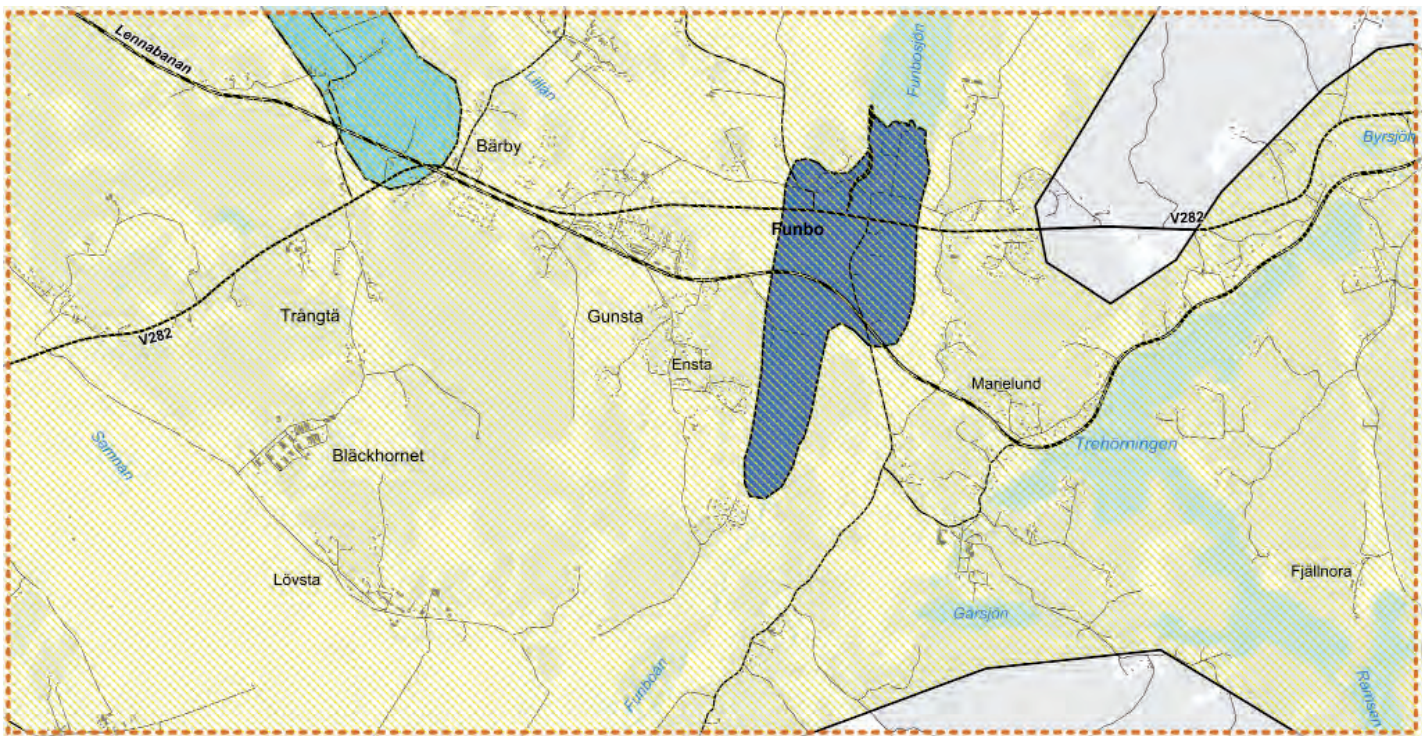 Lennabanan
Lillån
Funbosjön
Byrsjön
Bärby
V282
Funbo
Trångtä
V282
Gunsta
Ensta
Marielund
Samnan
Bläckhornet
Trehörningen
Lövsta
Fjällnora
Gärsjön
Funboån
Ramsen